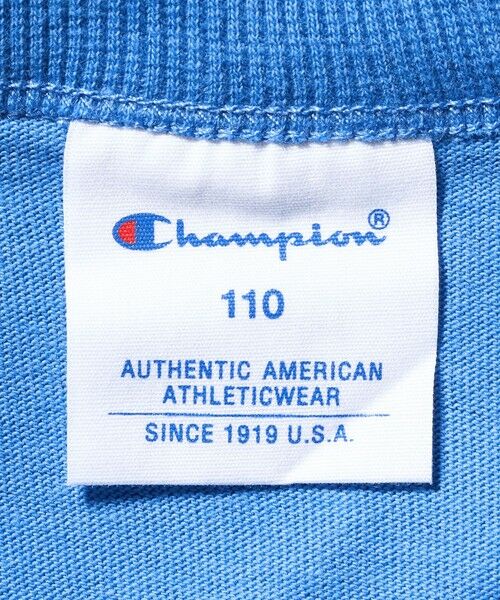 Champion®
110
AUTHENTIC AMERICAN
ATHLETICWEAR
SINCE 1919 U.S.A.